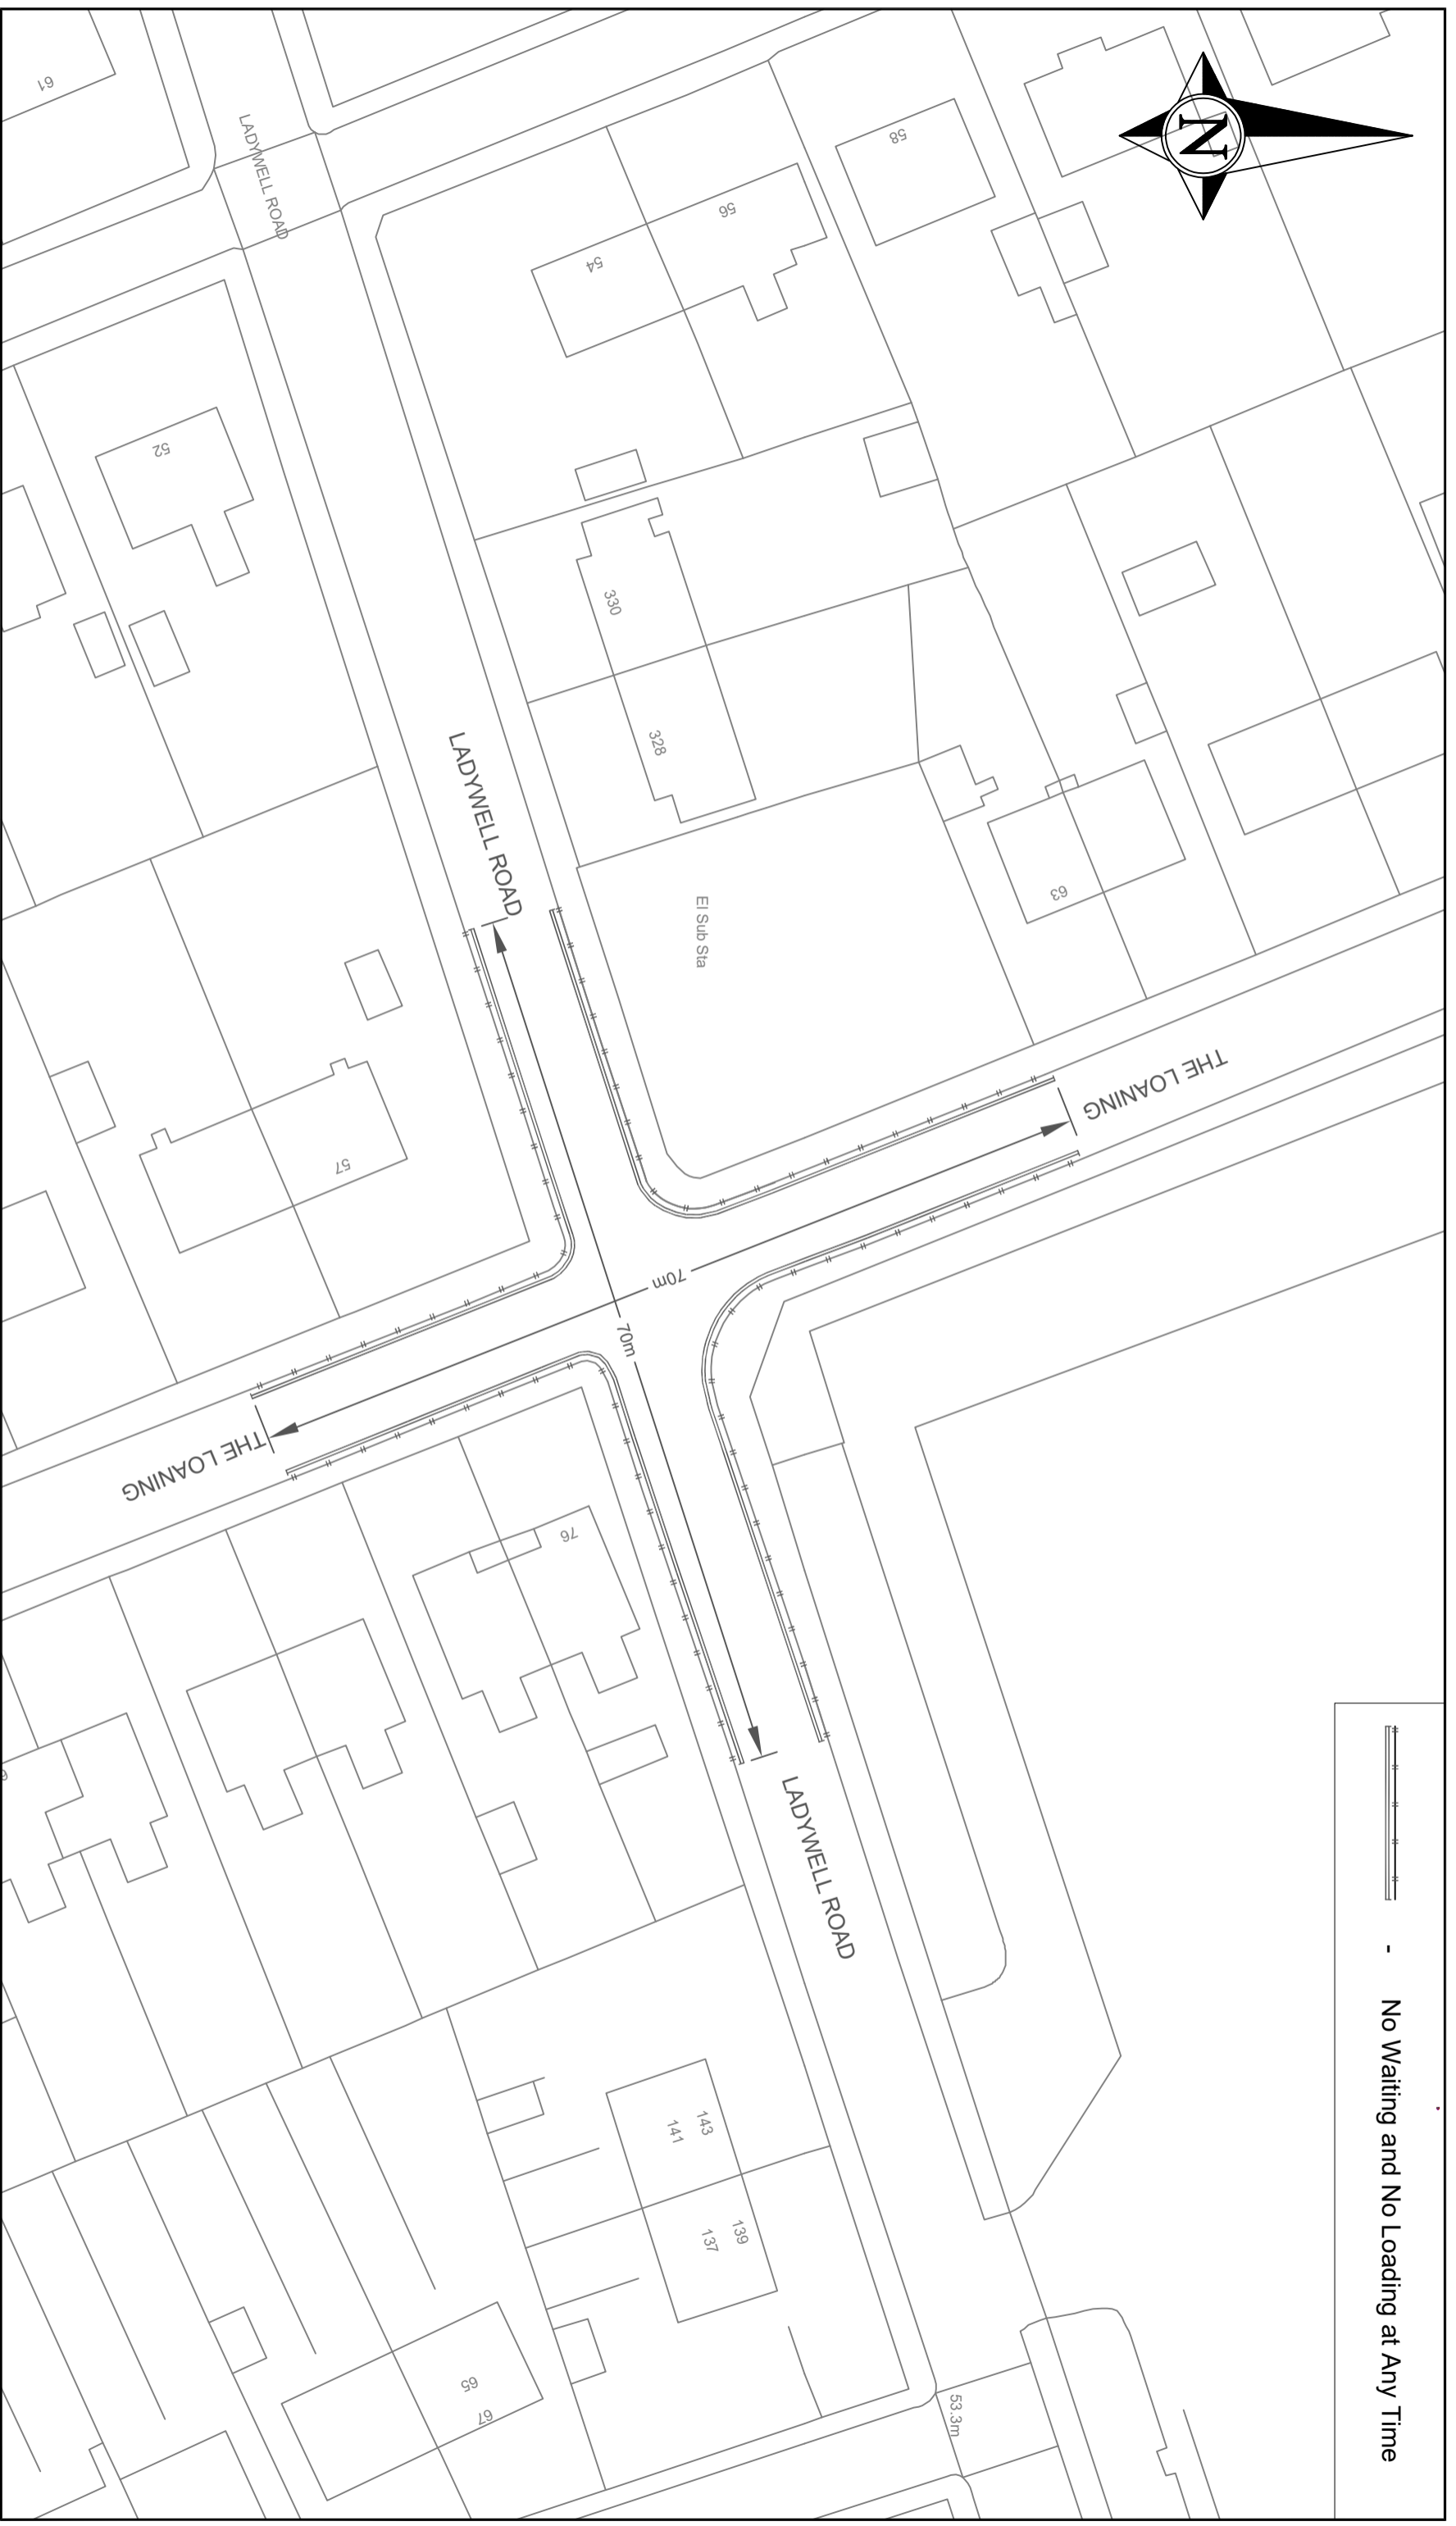 61
LADYWELL ROAD
N
58
56
54
52
330
328
LADYWELL ROAD
El Sub Sta
63
THE LOANING
57
70m
70m
THE LOANING
76
LADYWELL ROAD
143
141
139
137
65
67
53.3m
- No Waiting and No Loading at Any Time